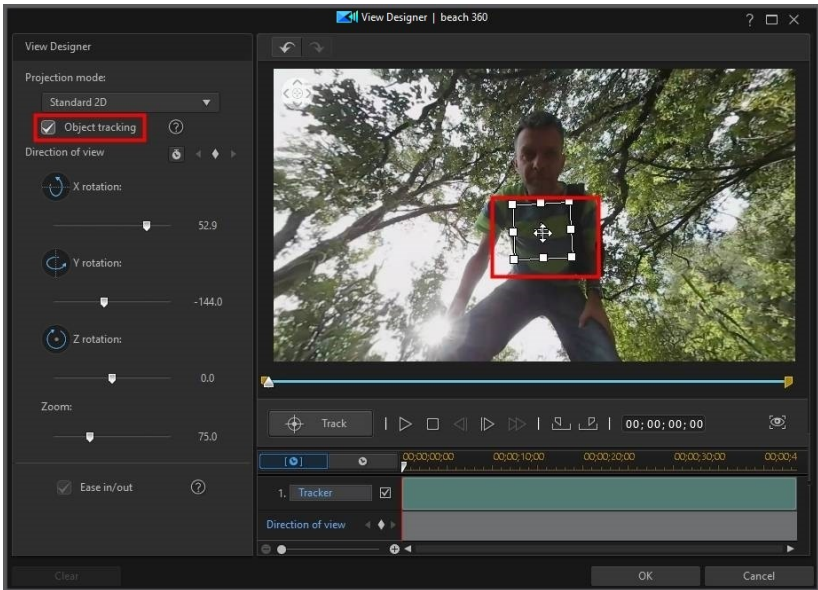 View Designer | beach 360
View Designer
Projection mode:
Standard 2D
Object tracking
Direction of view
X rotation:
52.9
Y rotation:
-144.0
Z rotation:
0.0
Zoom:
75.0
Ease in/out
Clear
Track
00;00;00;00
00;00;00;00 00;00;10;00 00;00;20;00 00;00;30;00 00;00;4
1. Tracker
Direction of view
OK
Cancel